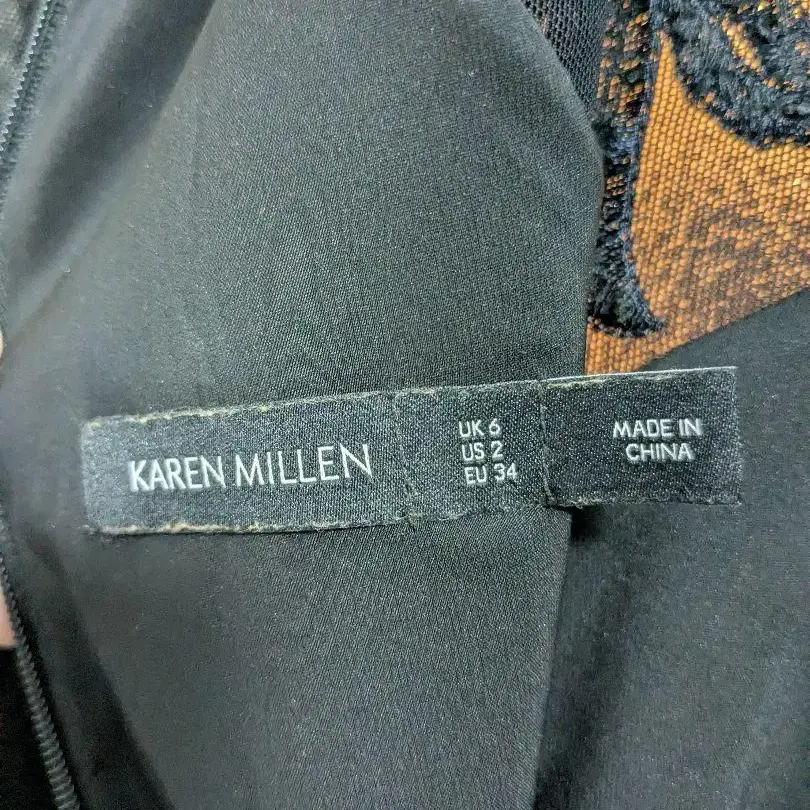 KAREN MILLEN
UK 6
US 2
EU 34
MADE IN
CHINA